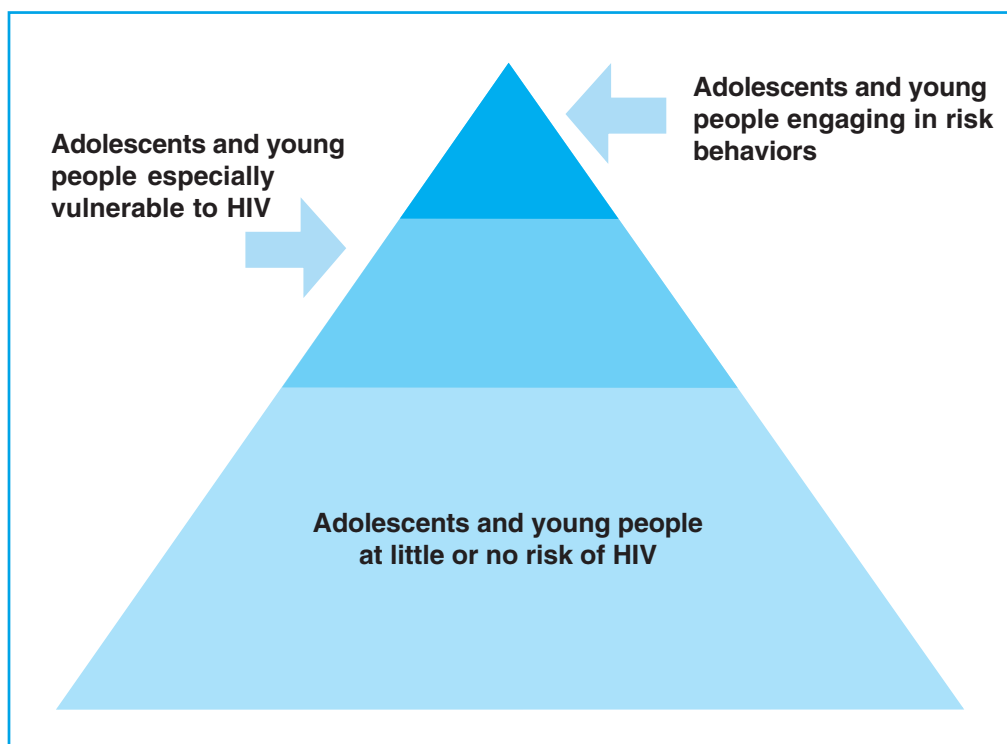 Adolescents and young
people engaging in risk
behaviors
Adolescents and young
people especially
vulnerable to HIV
Adolescents and young people
at little or no risk of HIV